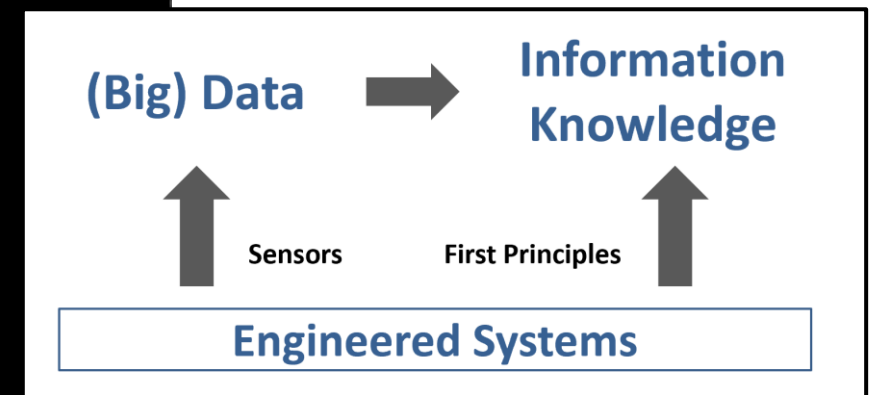 (Big) Data
Information
Knowledge
Sensors
First Principles
Engineered Systems